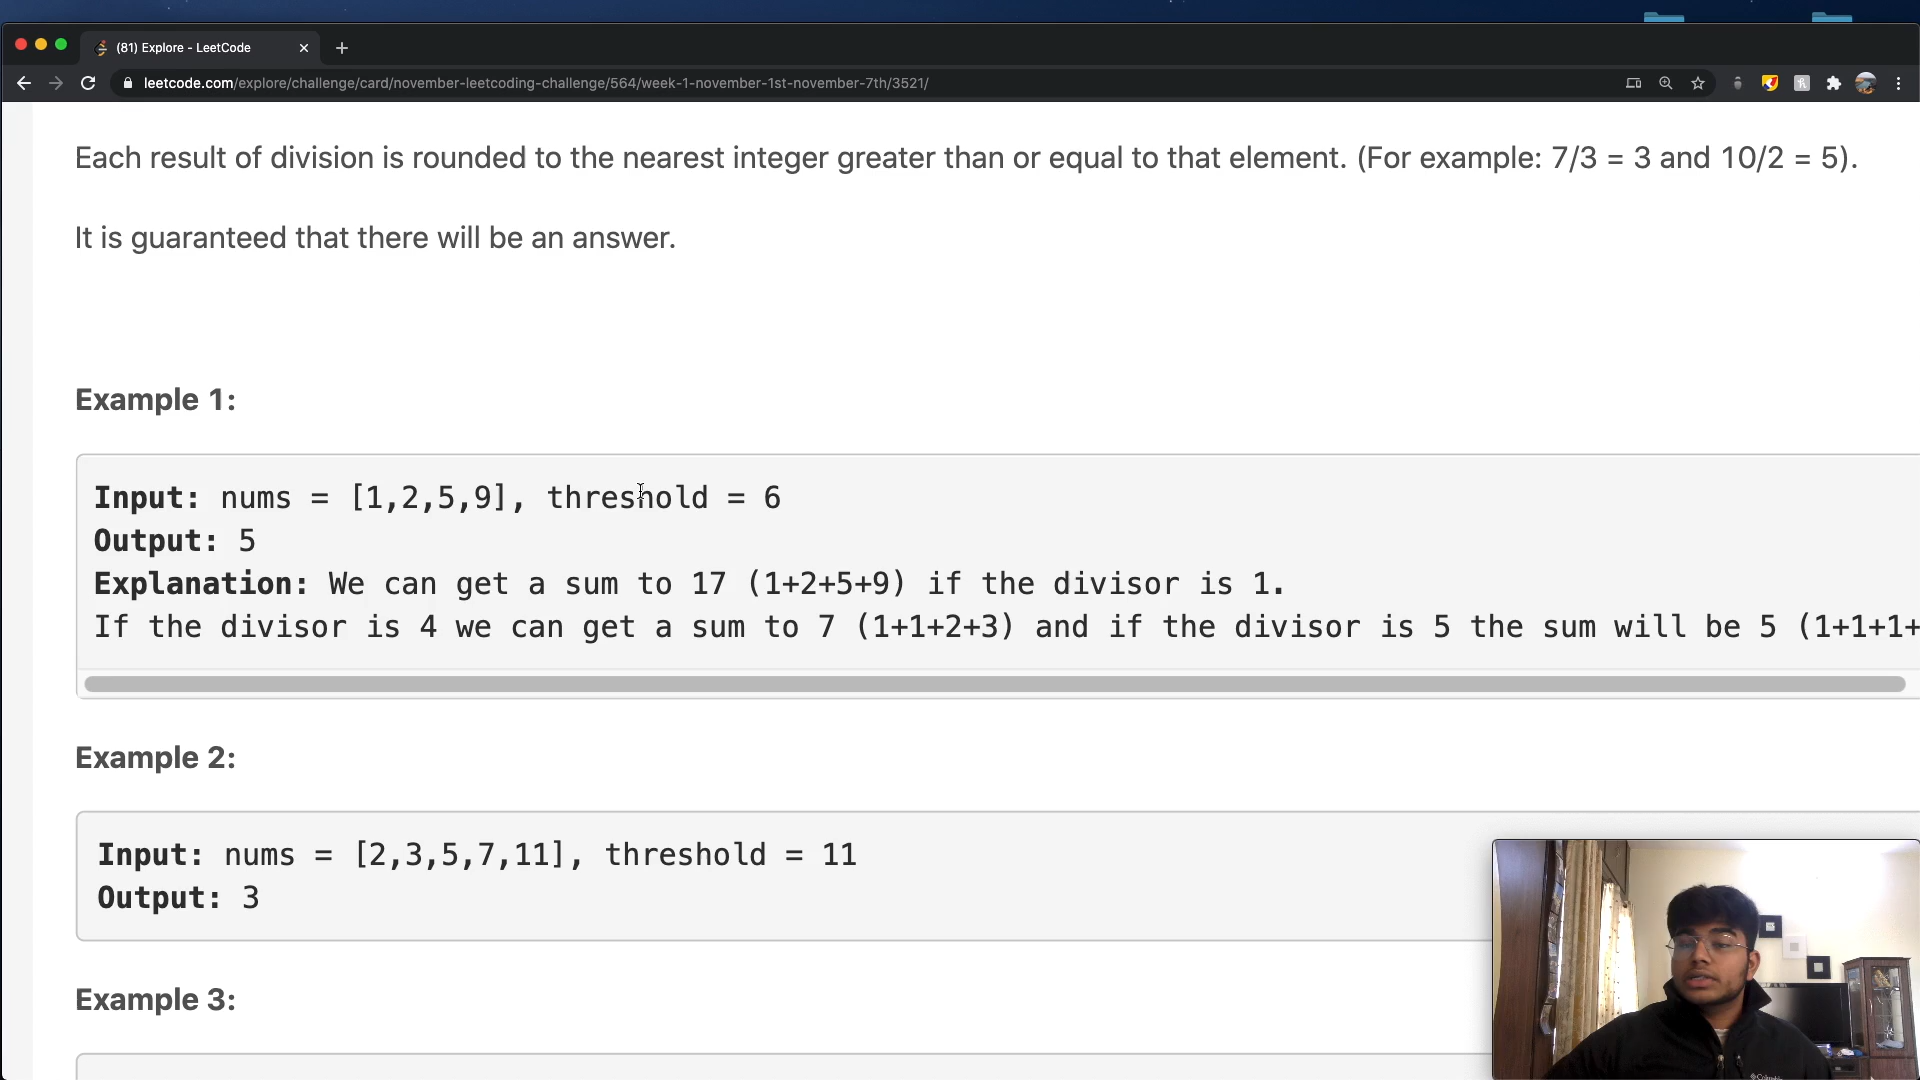 (81) Explore - LeetCode
leetcode.com/explore/challenge/card/november-leetcoding-challenge/564/week-1-november-1st-november-7th/3521/
Each result of division is rounded to the nearest integer greater than or equal to that element. (For example: 7/3 = 3 and 10/2 = 5).
It is guaranteed that there will be an answer.
Example 1:
Input: nums = [1,2,5,9], threshold = 6
Output: 5
Explanation: We can get a sum to 17 (1+2+5+9) if the divisor is 1.
If the divisor is 4 we can get a sum to 7 (1+1+2+3) and if the divisor is 5 the sum will be 5 (1+1+1+
Example 2:
Input: nums = [2,3,5,7,11], threshold = 11
Output: 3
Example 3:
Columbia